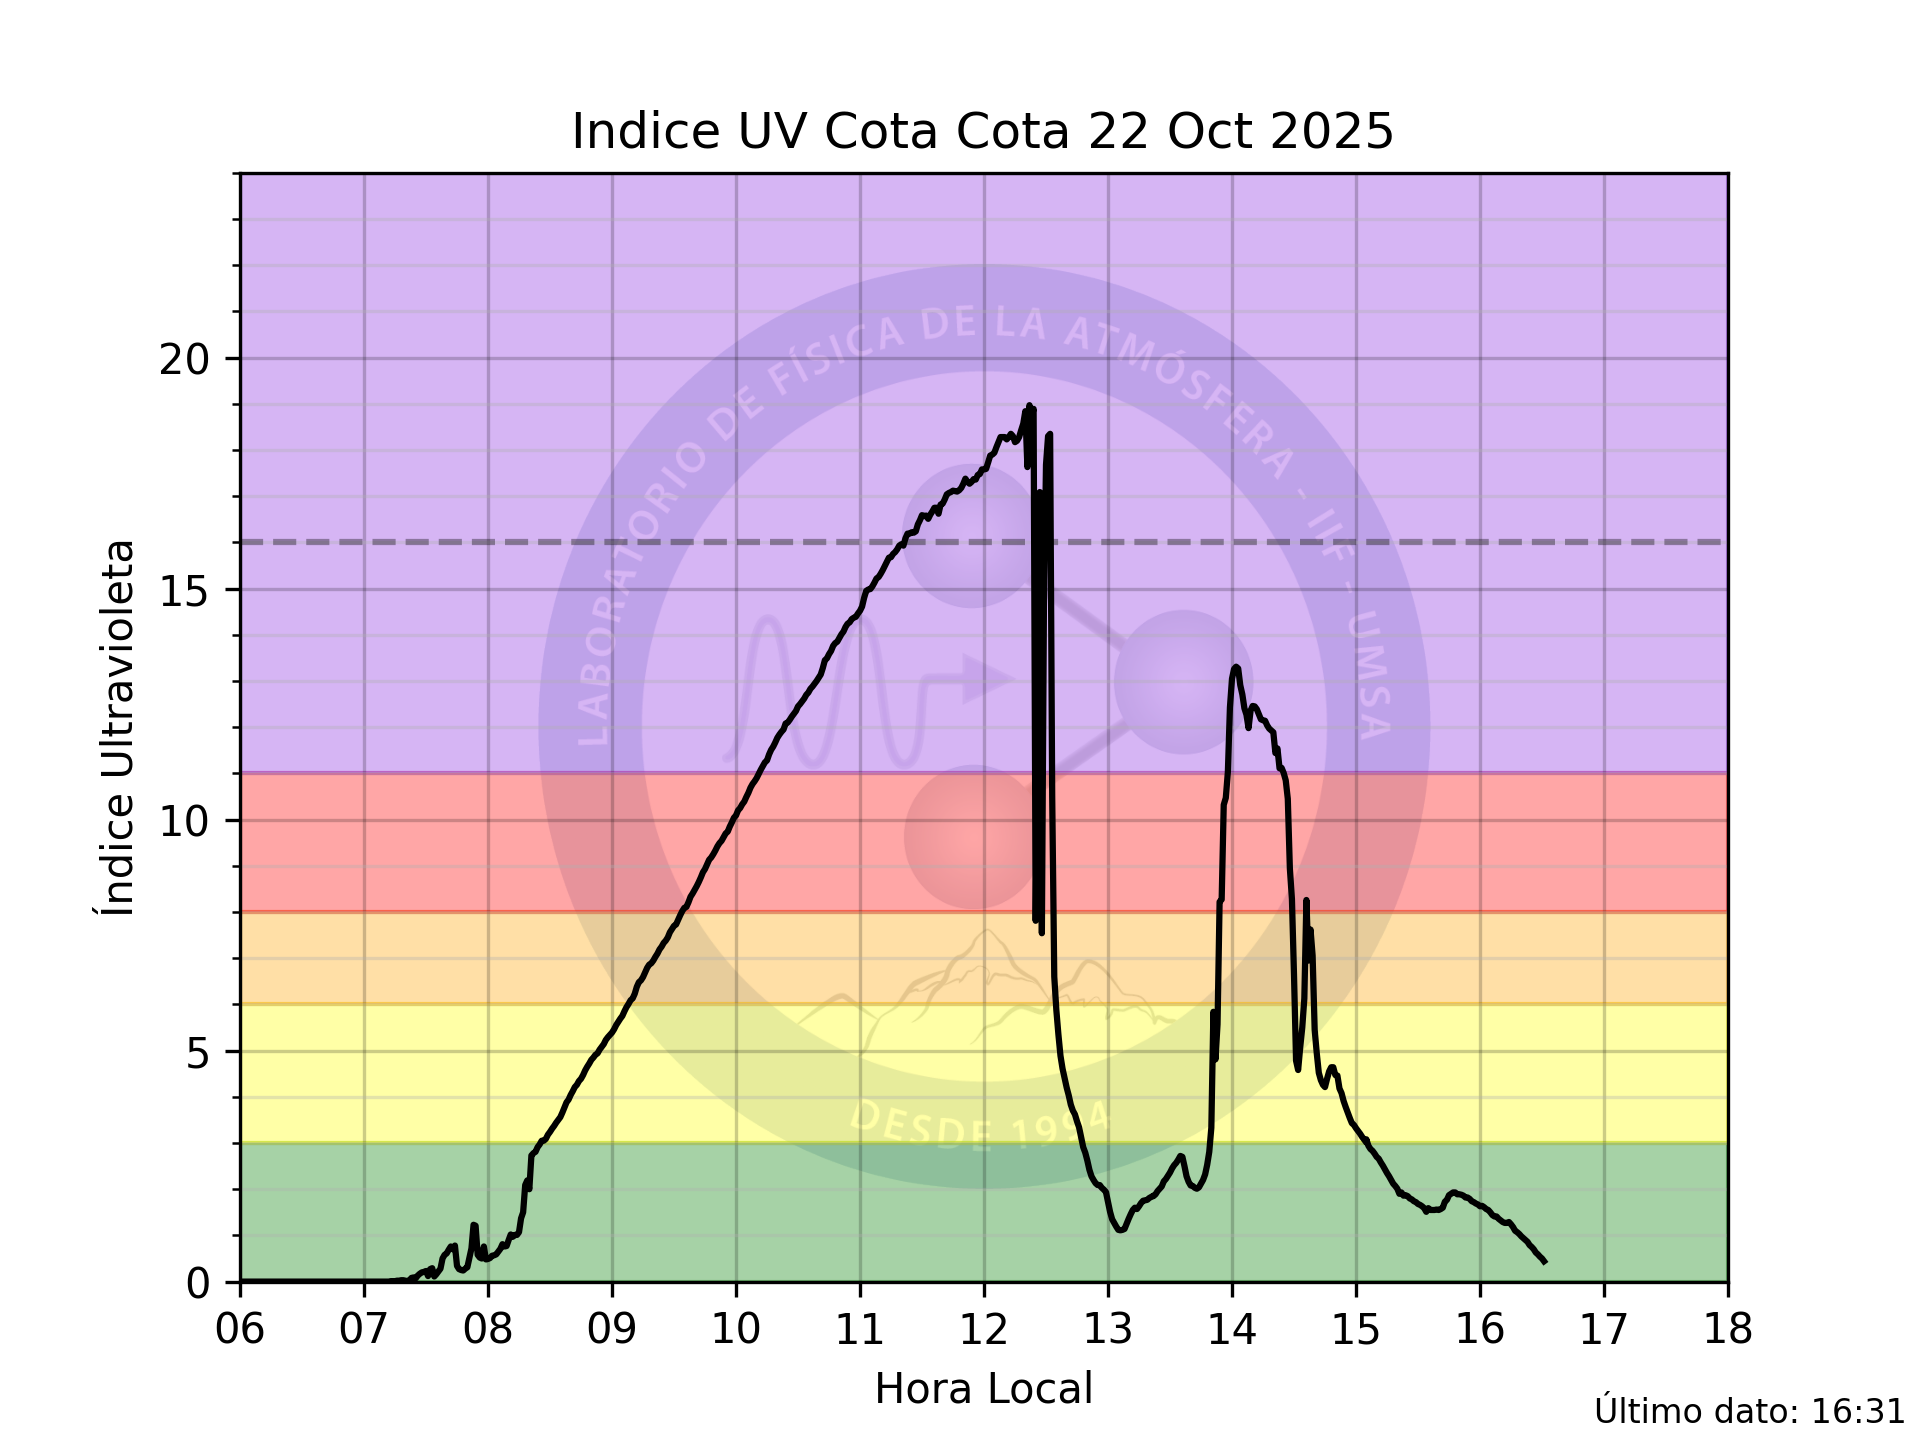 Indice UV Cota Cota 22 Oct 2025
Índice Ultravioleta
20
15
10
5
0
LABORATORIO DE FÍSICA DE LA ATMÓSFERA - IIF - UMSA
DESDE 1994
06 07 08 09 10 11 12 13 14 15 16 17 18
Hora Local
Último dato: 16:31